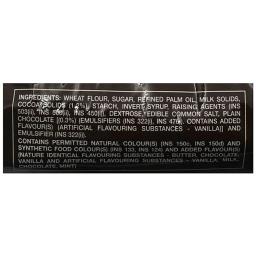 INGREDIENTS: WHEAT FLOUR, SUGAR, REFINED PALM OIL, MILK SOLIDS,
COCOA SOLIDS (1.2%), STARCH, INVERT SYRUP, RAISING AGENTS [INS
503(ii), INS 500(ii), INS 450(i)], DEXTROSE, EDIBLE COMMON SALT, PLAIN
CHOCOLATE [(0.3%) [EMULSIFIERS (INS 322(i), INS 476)]. CONTAINS ADDED
FLAVOUR(S) [ARTIFICIAL FLAVOURING SUBSTANCES - VANILLA)] AND
EMULSIFIER (INS 322(i)).
CONTAINS PERMITTED NATURAL COLOUR(S) (INS 150c, INS 150d) AND
SYNTHETIC FOOD COLOUR(S) (INS 133, INS 124) AND ADDED FLAVOUR(S)
(NATURE IDENTICAL FLAVOURING SUBSTANCES - BUTTER, CHOCOLATE,
VANILLA AND ARTIFICIAL FLAVOURING SUBSTANCES - VANILLA, MILK,
CHOCOLATE, MINT)